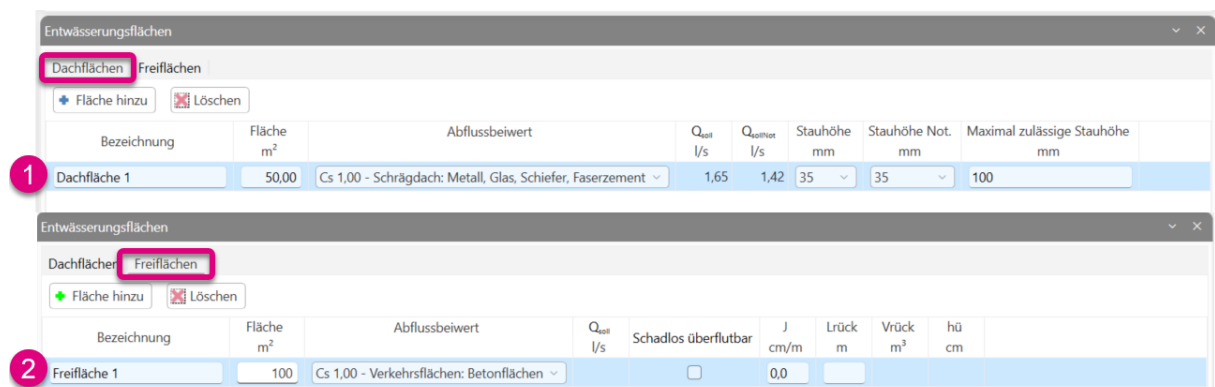 Entwässerungsflächen
Dachflächen Freiflächen
Fläche hinzu Löschen
Bezeichnung Fläche m² Abflussbeiwert Qsoll l/s QsollNot l/s Stauhöhe mm Stauhöhe Not. mm Maximal zulässige Stauhöhe mm
1 Dachfläche 1 50,00 Cs 1,00 - Schrägdach: Metall, Glas, Schiefer, Faserzement 1,65 1,42 35 35 100
Entwässerungsflächen
Dachflächen Freiflächen
Fläche hinzu Löschen
Bezeichnung Fläche m² Abflussbeiwert Qsoll l/s Schadlos überflutbar J cm/m Lrück m Vrück m³ hü cm
2 Freifläche 1 100 Cs 1,00 - Verkehrsflächen: Betonflächen 0,0